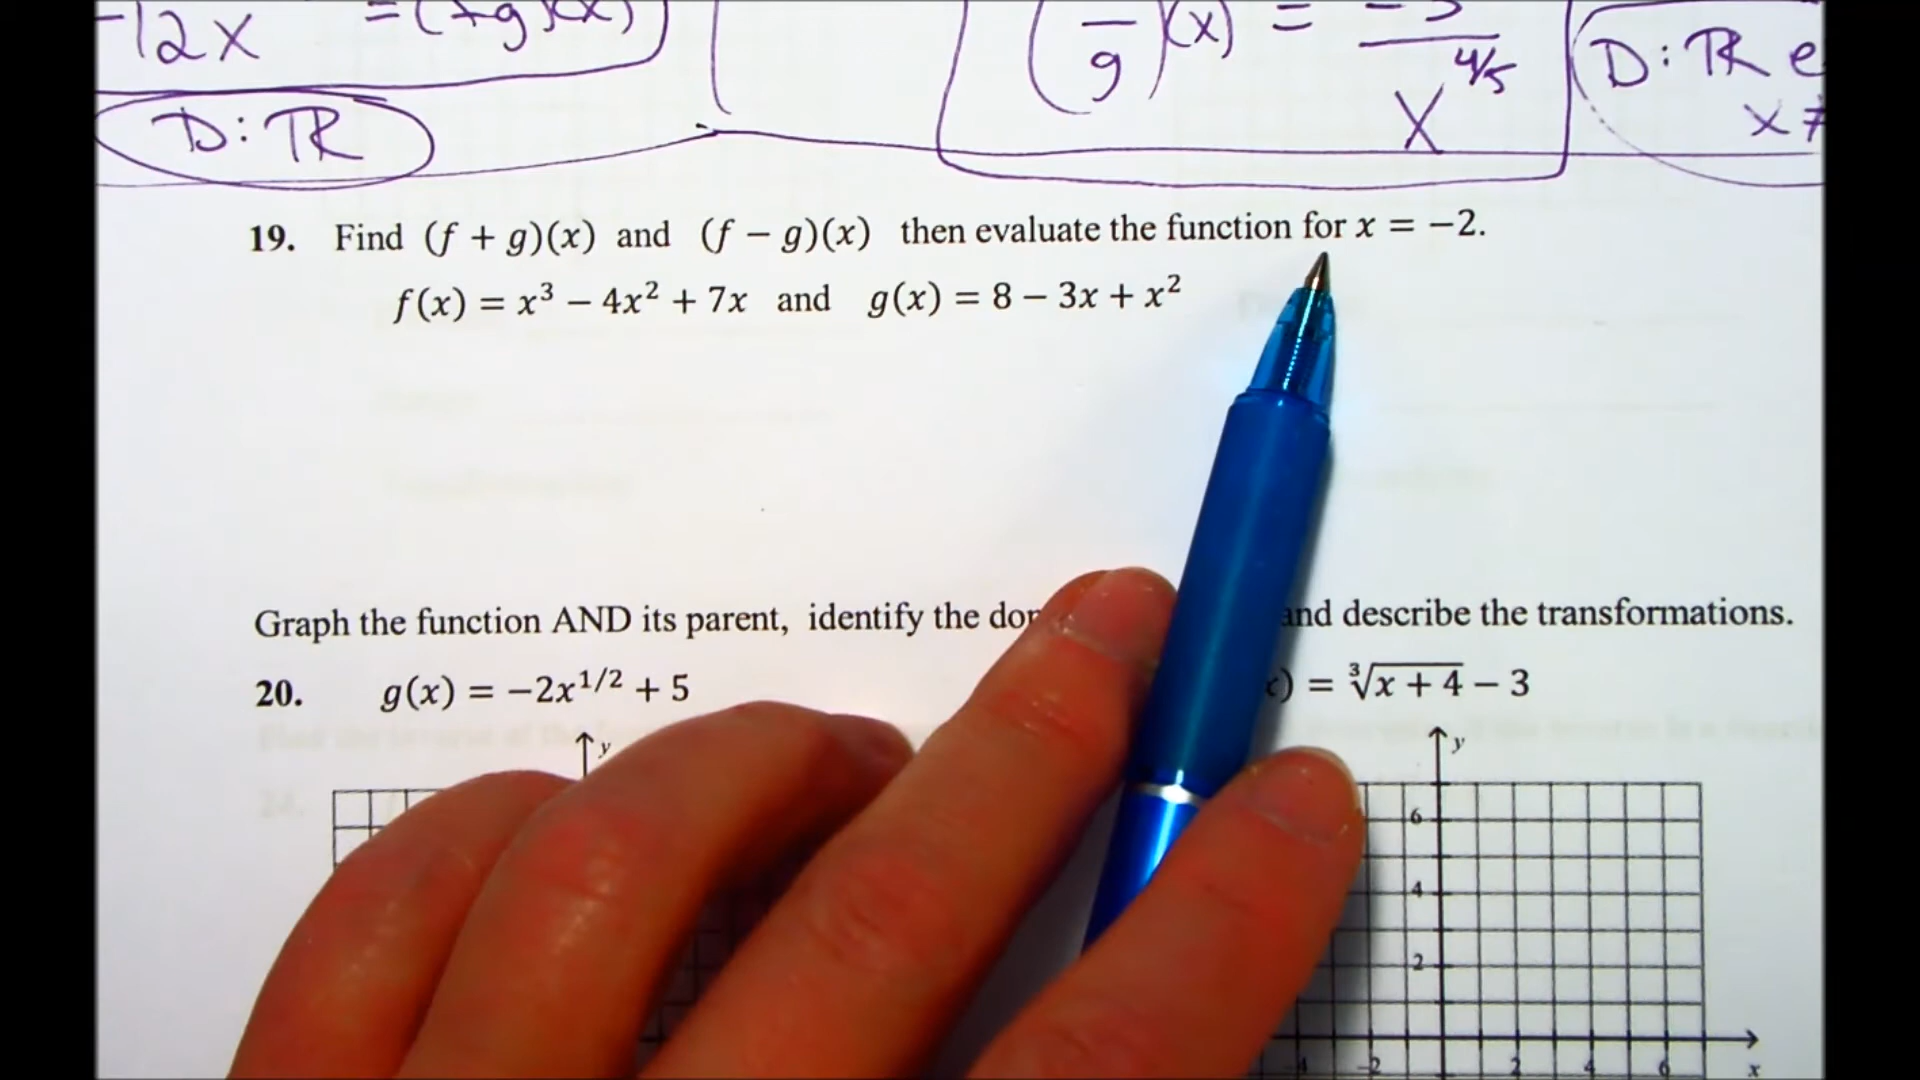 -12x = (f+g)(x)
(/g)(x) = -5/x^4/5
D: ℝ
D: ℝ
x ≠
19. Find (f + g)(x) and (f − g)(x) then evaluate the function for x = −2.
f(x) = x³ − 4x² + 7x and g(x) = 8 − 3x + x²
Graph the function AND its parent, identify the and describe the transformations.
20. g(x) = −2x^1/2 + 5
) = ∛(x + 4) − 3
y
y
6
4
2
-4 -2 2 4 6 x